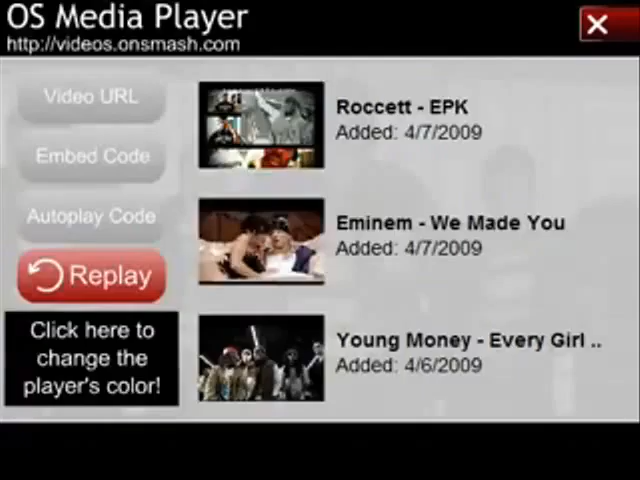 OS Media Player
http://videos.onsmash.com
Video URL
Embed Code
Autoplay Code
Replay
Click here to
change the
player's color!
Roccett - EPK
Added: 4/7/2009
Eminem - We Made You
Added: 4/7/2009
Young Money - Every Girl ..
Added: 4/6/2009